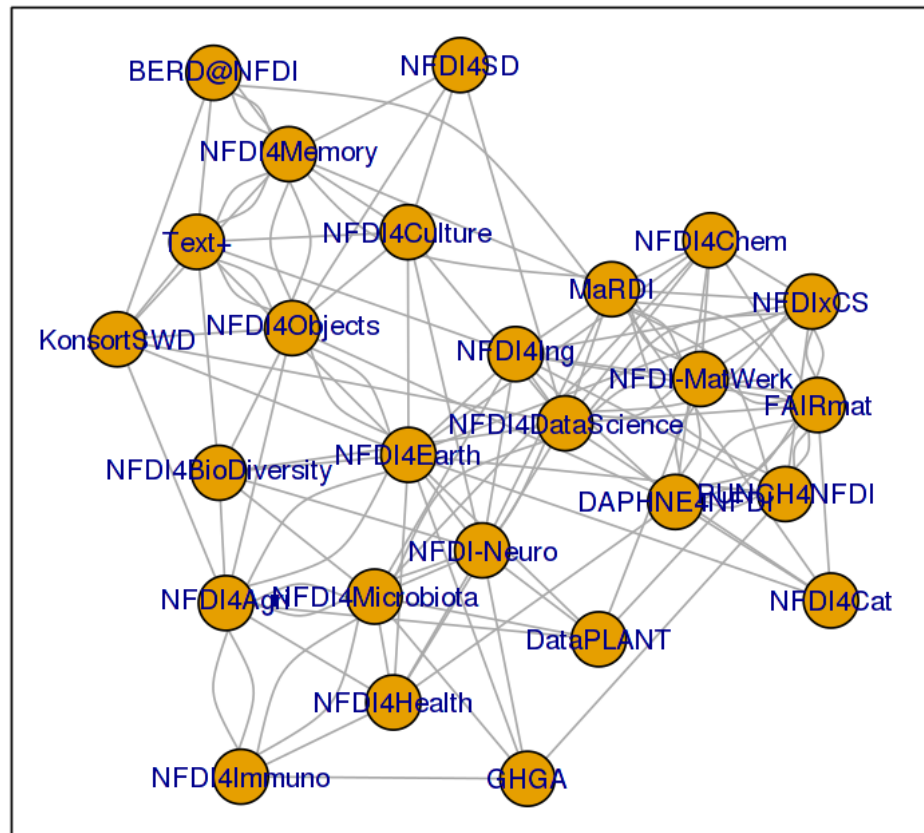 BERD@NFDI
NFDI4SD
NFDI4Memory
Text+
NFDI4Culture
NFDI4Chem
MaRDI
NFDIxCS
NFDI4Objects
KonsortSWD
NFDI4Ing
NFDI-MatWerk
FAIRmat
NFDI4DataScience
NFDI4Earth
NFDI4BioDiversity
DAPHNE4NFDI
PUNCH4NFDI
NFDI-Neuro
NFDI4Agri
NFDI4Microbiota
NFDI4Cat
DataPLANT
NFDI4Health
NFDI4Immuno
GHGA